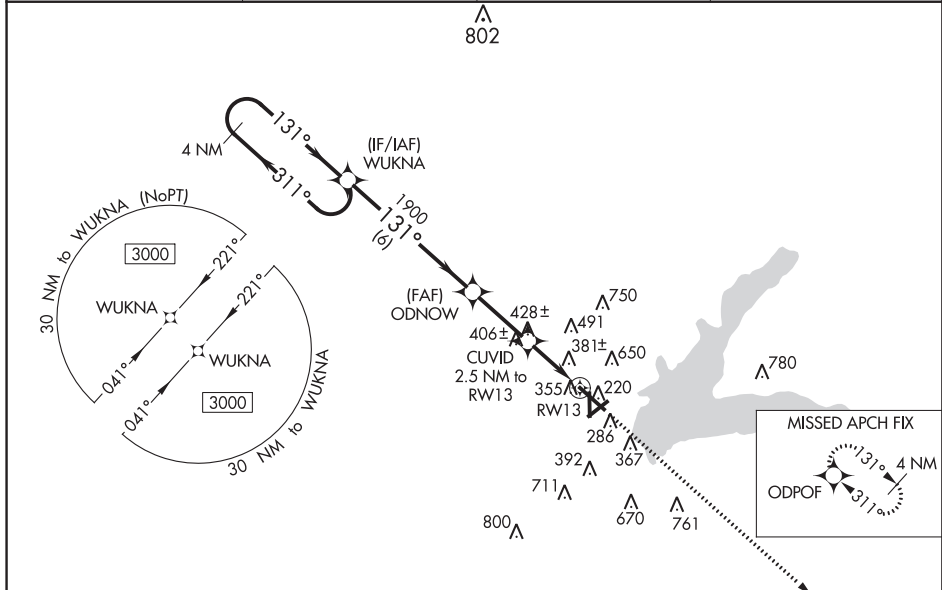 802
131°
4 NM
311°
(IF/IAF)
WUKNA
1900
131°
(6)
30 NM to WUKNA (NoPT)
3000
221°
WUKNA
041°
221°
WUKNA
041°
3000
30 NM to WUKNA
(FAF)
ODNOW
750
428±
491
406±
381±
650
CUVID
2.5 NM to
RW13
780
355
220
RW13
286
367
392
711
670
761
800
MISSED APCH FIX
131°
4 NM
ODPOF
311°